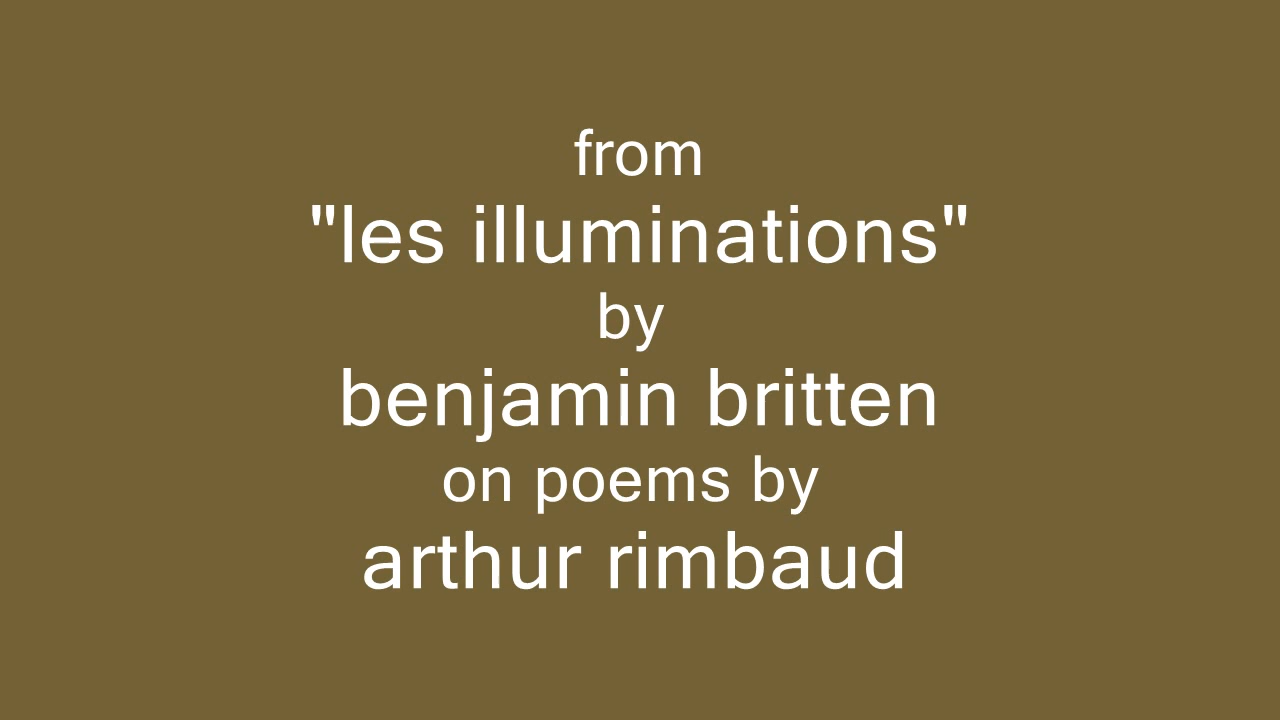 from
"les illuminations"
by
benjamin britten
on poems by
arthur rimbaud